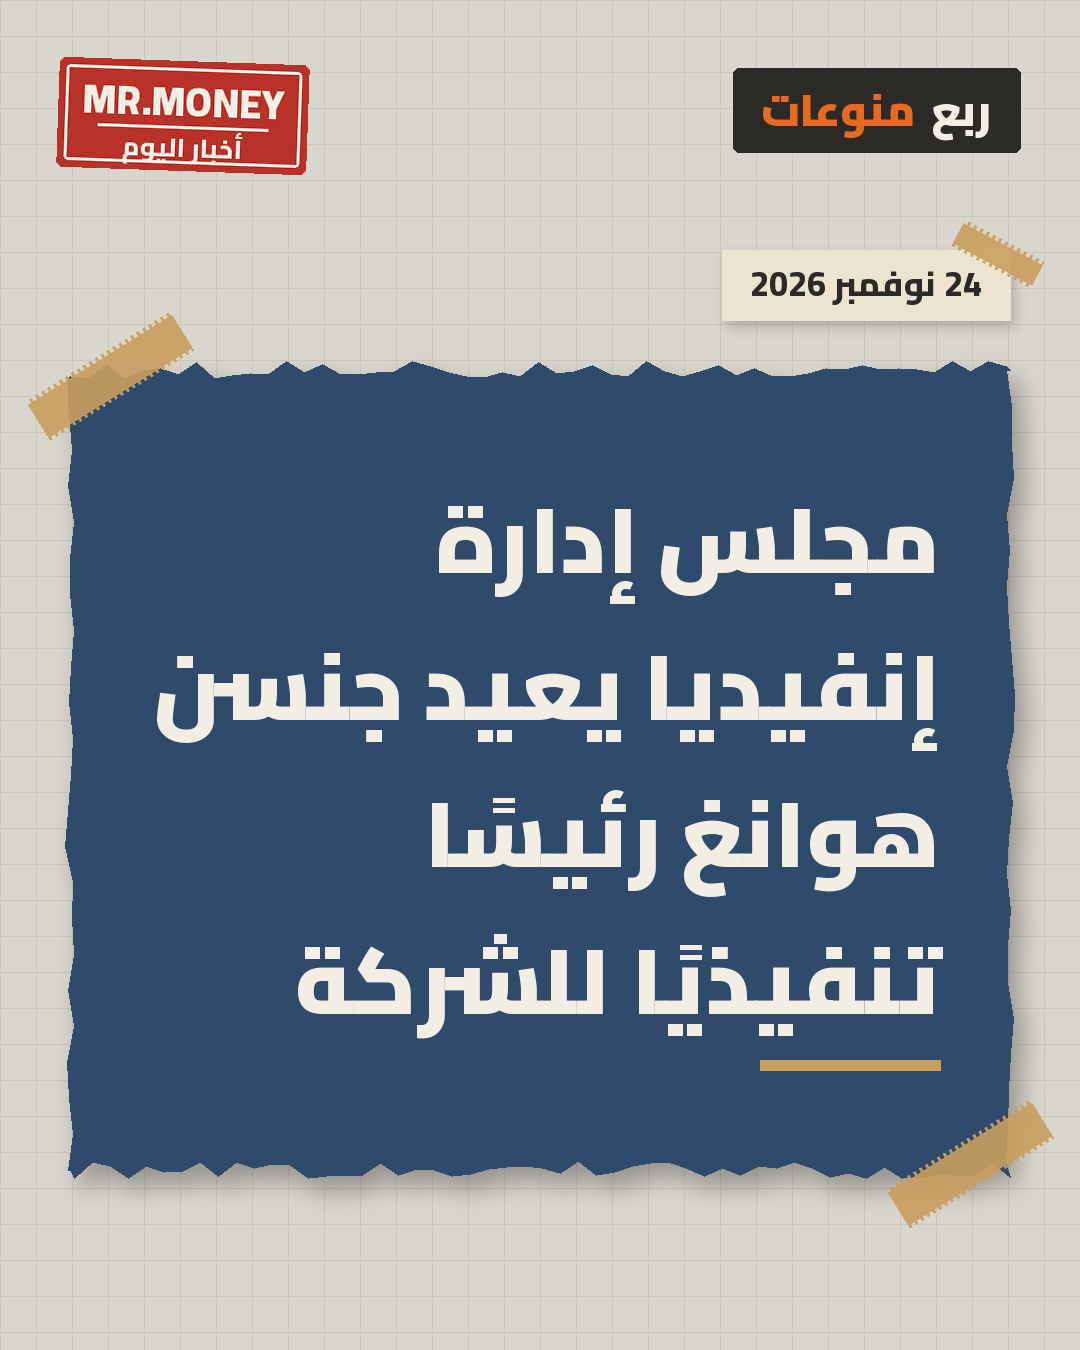 MR.MONEY
أخبار اليوم
ربع منوعات
24 نوفمبر 2026
مجلس إدارة
إنفيديا يعيد جنسن
هوانغ رئيسًا
تنفيذيًا للشركة